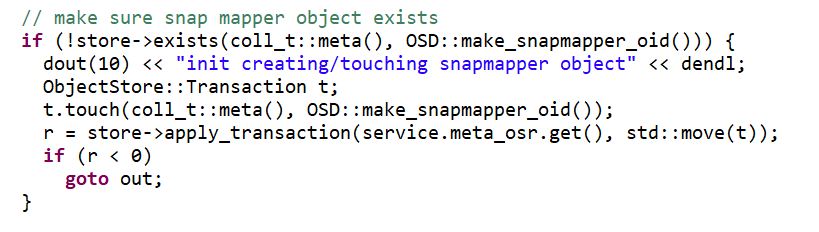 // make sure snap mapper object exists
if (!store->exists(coll_t::meta(), OSD::make_snapmapper_oid())) {
  dout(10) << "init creating/touching snapmapper object" << dendl;
  ObjectStore::Transaction t;
  t.touch(coll_t::meta(), OSD::make_snapmapper_oid());
  r = store->apply_transaction(service.meta_osr.get(), std::move(t));
  if (r < 0)
    goto out;
}